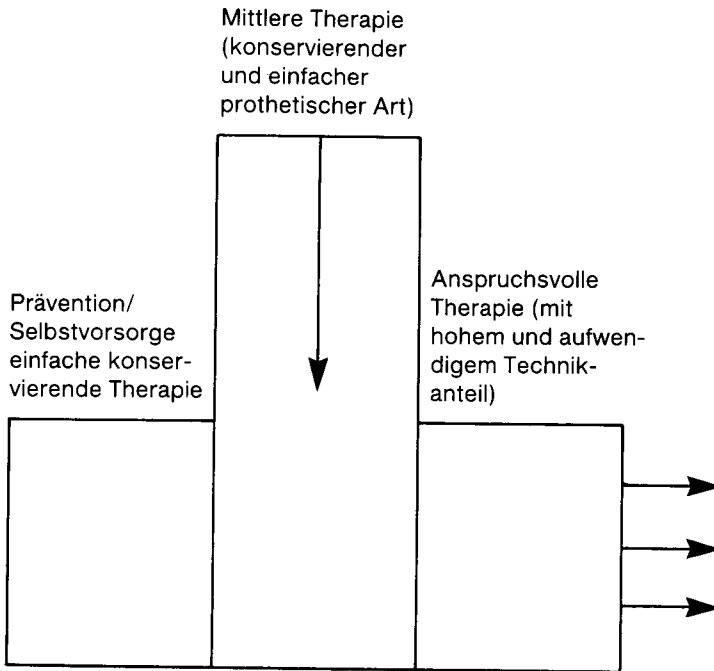 Mittlere Therapie
(konservierender
und einfacher
prothetischer Art)
Prävention/
Selbstvorsorge
einfache konser-
vierende Therapie
Anspruchsvolle
Therapie (mit
hohem und aufwen-
digem Technik-
anteil)